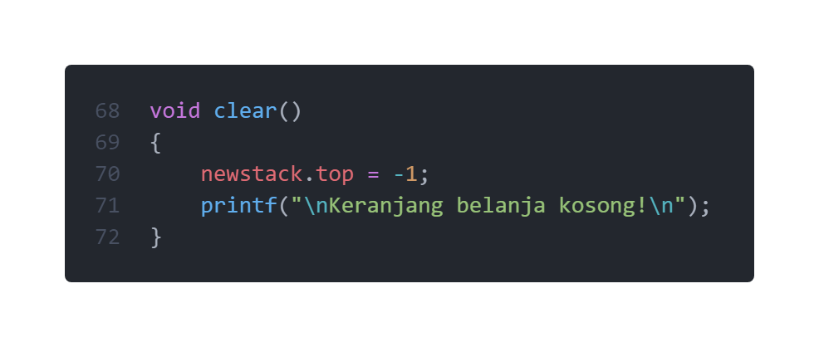 68 void clear()
69 {
70     newstack.top = -1;
71     printf("\nKeranjang belanja kosong!\n");
72 }